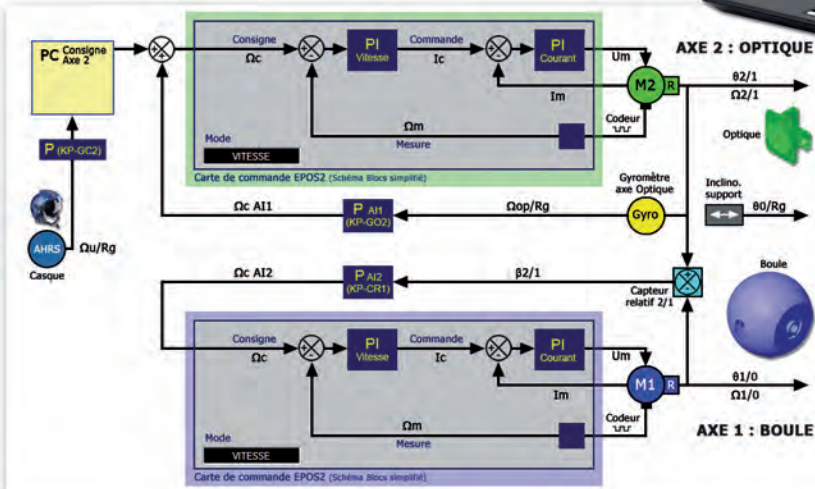 PC Consigne
Axe 2
P (KP-GC2)
AHRS
Casque
Ωu/Rg
Consigne
Ωc
PI
Vitesse
Commande
Ic
PI
Courant
Um
Im
M2
R
Codeur
Ωm
Mesure
Mode
VITESSE
Carte de commande EPOS2 (Schéma Blocs simplifié)
AXE 2 : OPTIQUE
θ2/1
Ω2/1
Optique
Gyromètre
axe Optique
Gyro
Inclino.
support
θ0/Rg
Ωc AI1
P AI1
(KP-GO2)
Ωop/Rg
Ωc AI2
P AI2
(KP-CR1)
β2/1
Capteur
relatif 2/1
Boule
Consigne
Ωc
PI
Vitesse
Commande
Ic
PI
Courant
Um
Im
M1
R
θ1/0
Ω1/0
Codeur
Ωm
Mesure
Mode
VITESSE
AXE 1 : BOULE
Carte de commande EPOS2 (Schéma Blocs simplifié)